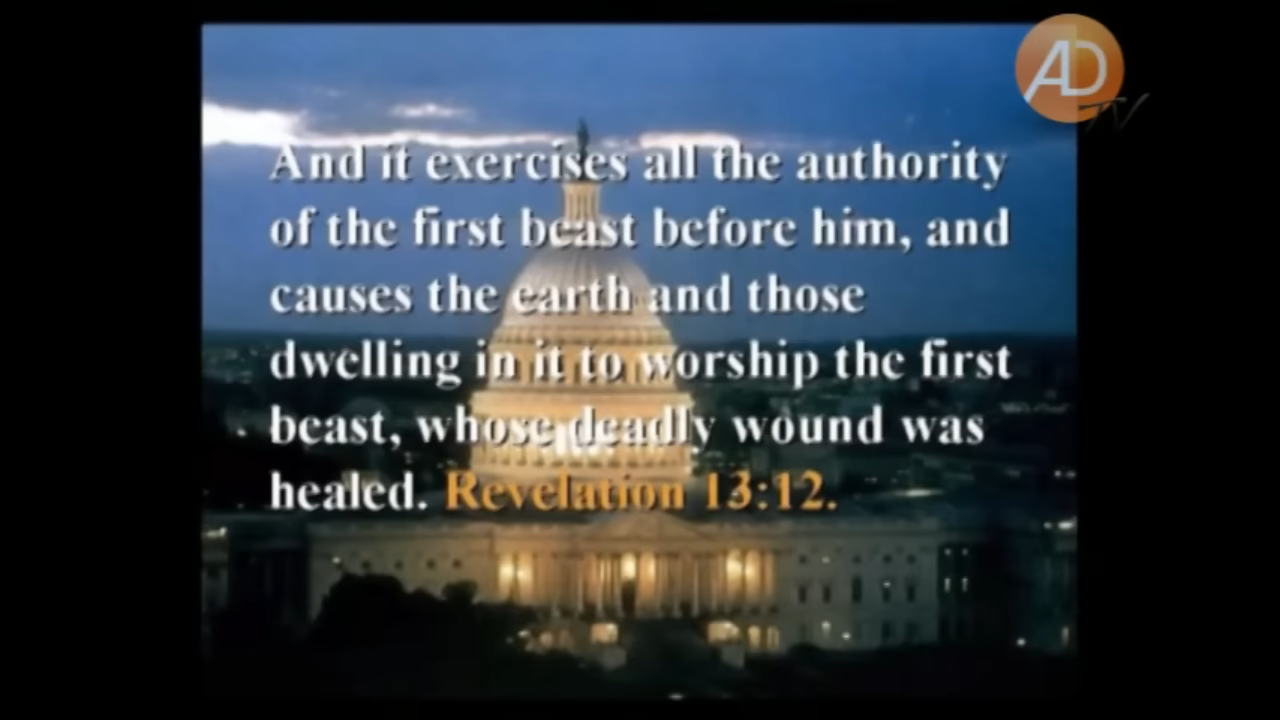 AD
TV
And it exercises all the authority
of the first beast before him, and
causes the earth and those
dwelling in it to worship the first
beast, whose deadly wound was
healed. Revelation 13:12.